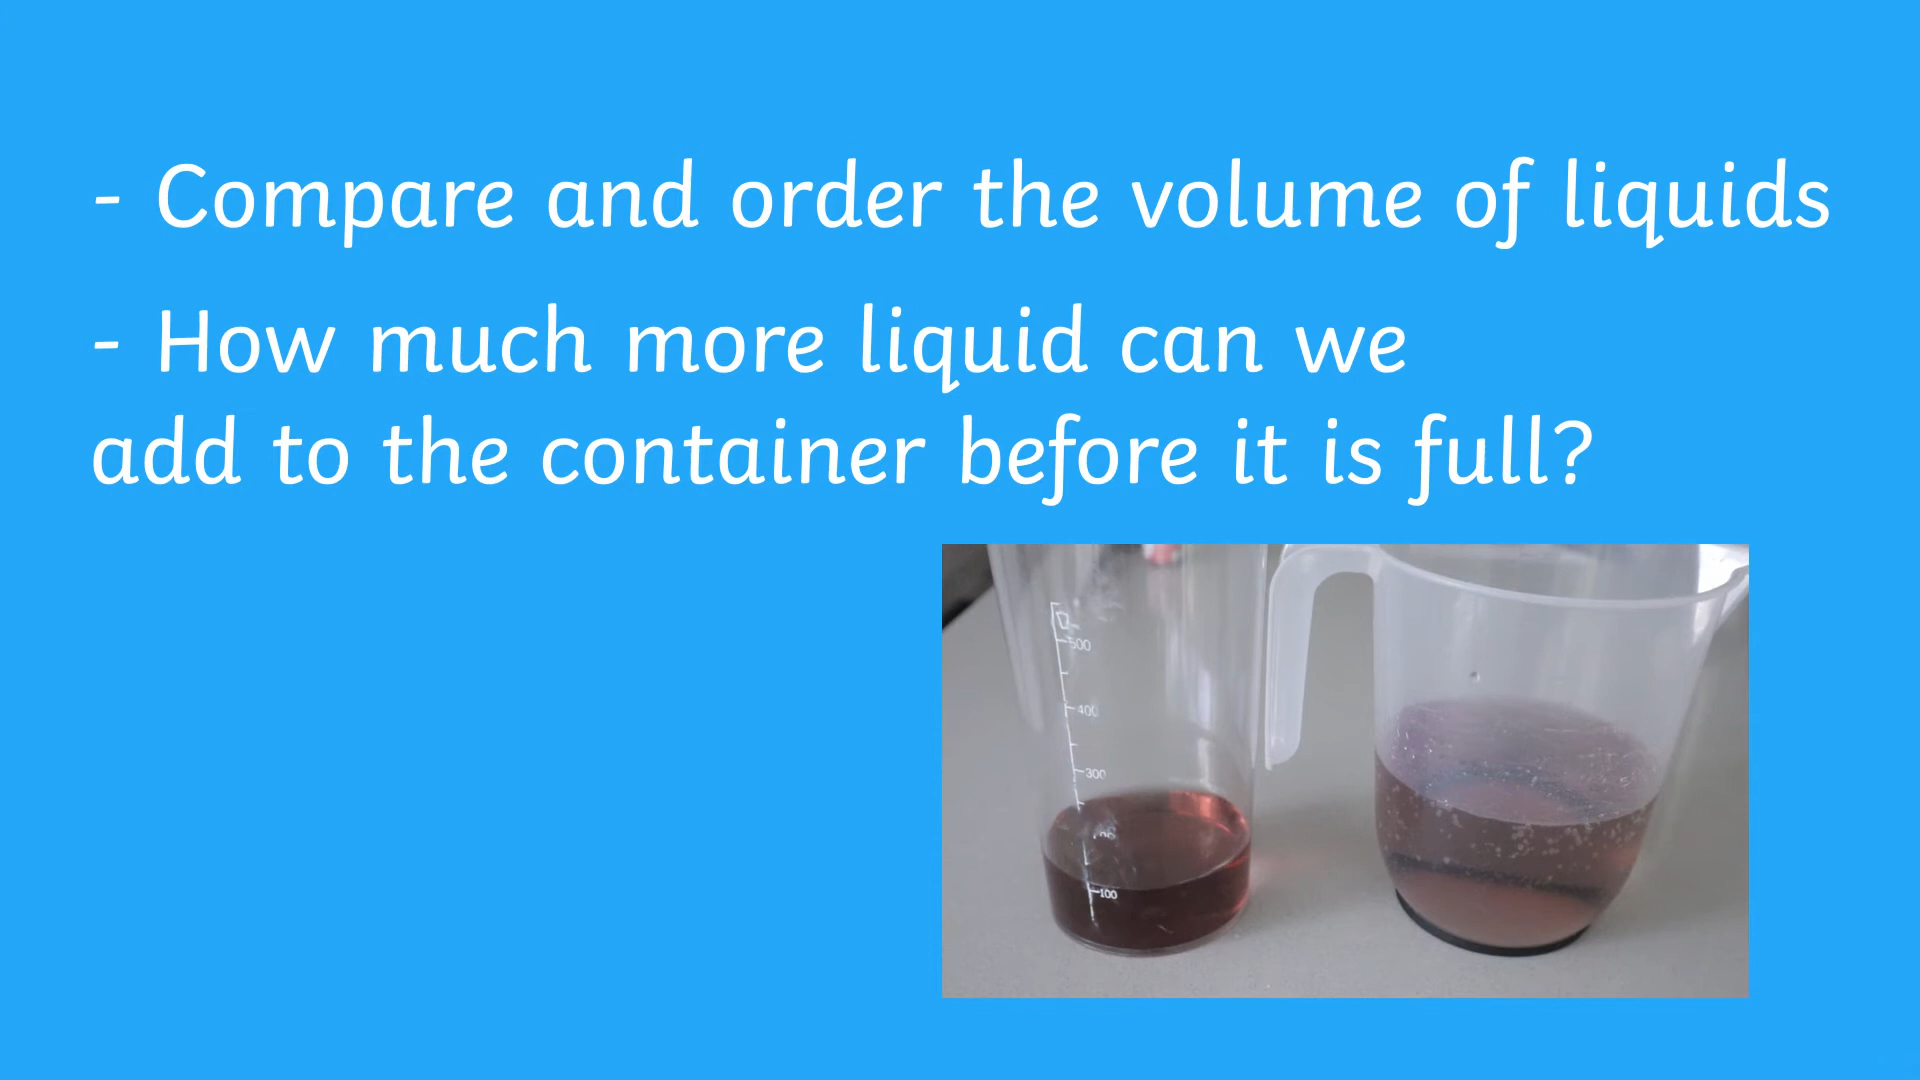 - Compare and order the volume of liquids
- How much more liquid can we
add to the container before it is full?
500
400
300
100